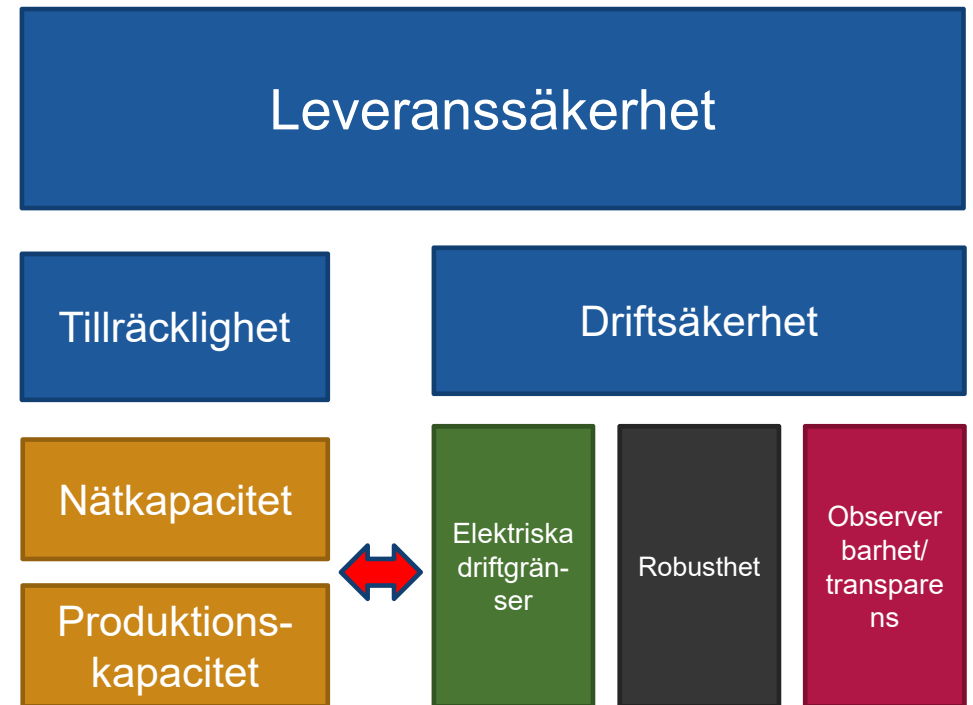 Leveranssäkerhet
Tillräcklighet
Driftsäkerhet
Nätkapacitet
Produktions-
kapacitet
Elektriska
driftgrän-
ser
Robusthet
Observer
barhet/
transpare
ns